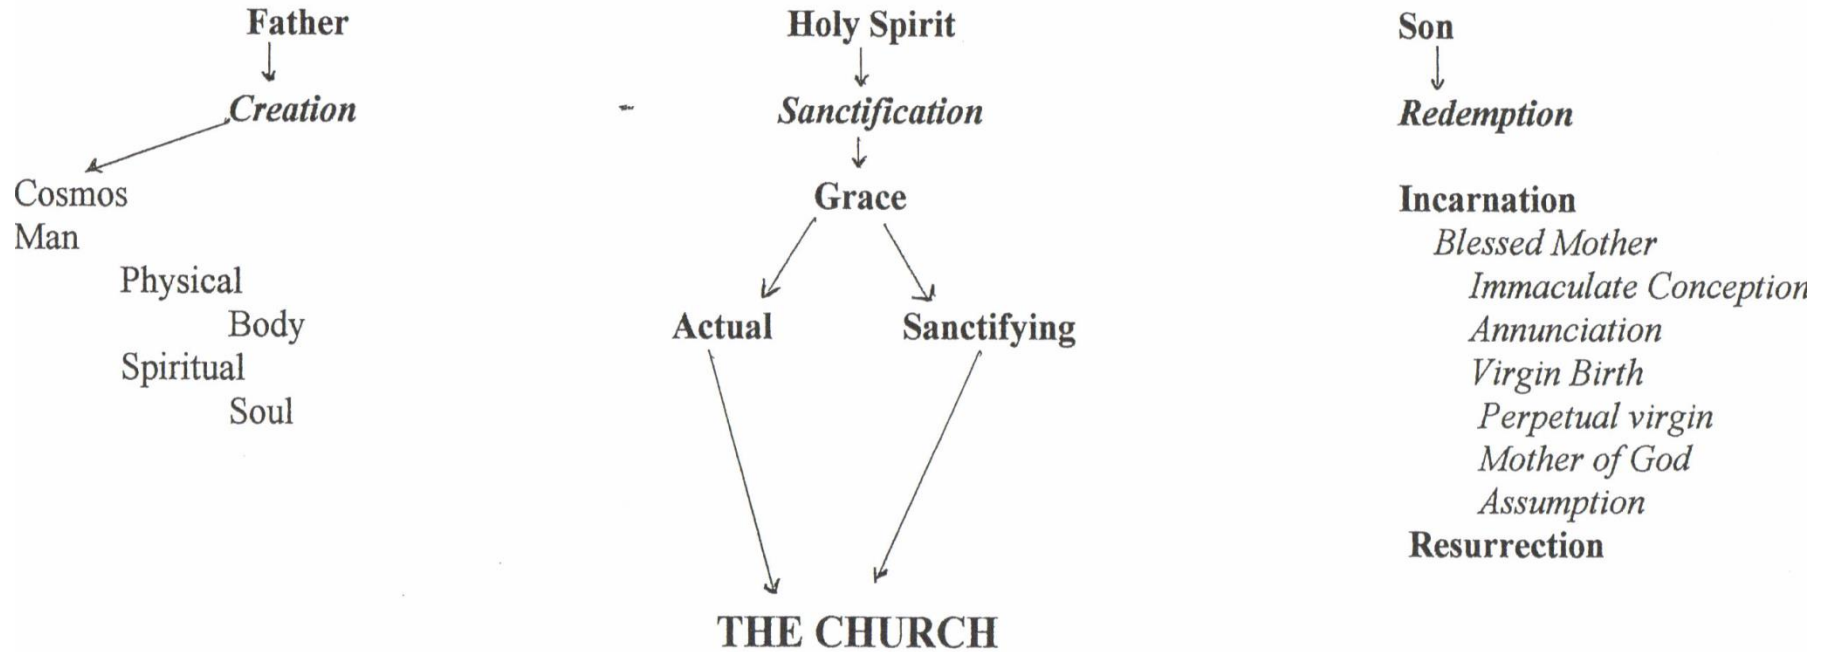 Father
Creation
Cosmos
Man
Physical
Body
Spiritual
Soul
Holy Spirit
Sanctification
Grace
Actual
Sanctifying
THE CHURCH
Son
Redemption
Incarnation
Blessed Mother
Immaculate Conception
Annunciation
Virgin Birth
Perpetual virgin
Mother of God
Assumption
Resurrection